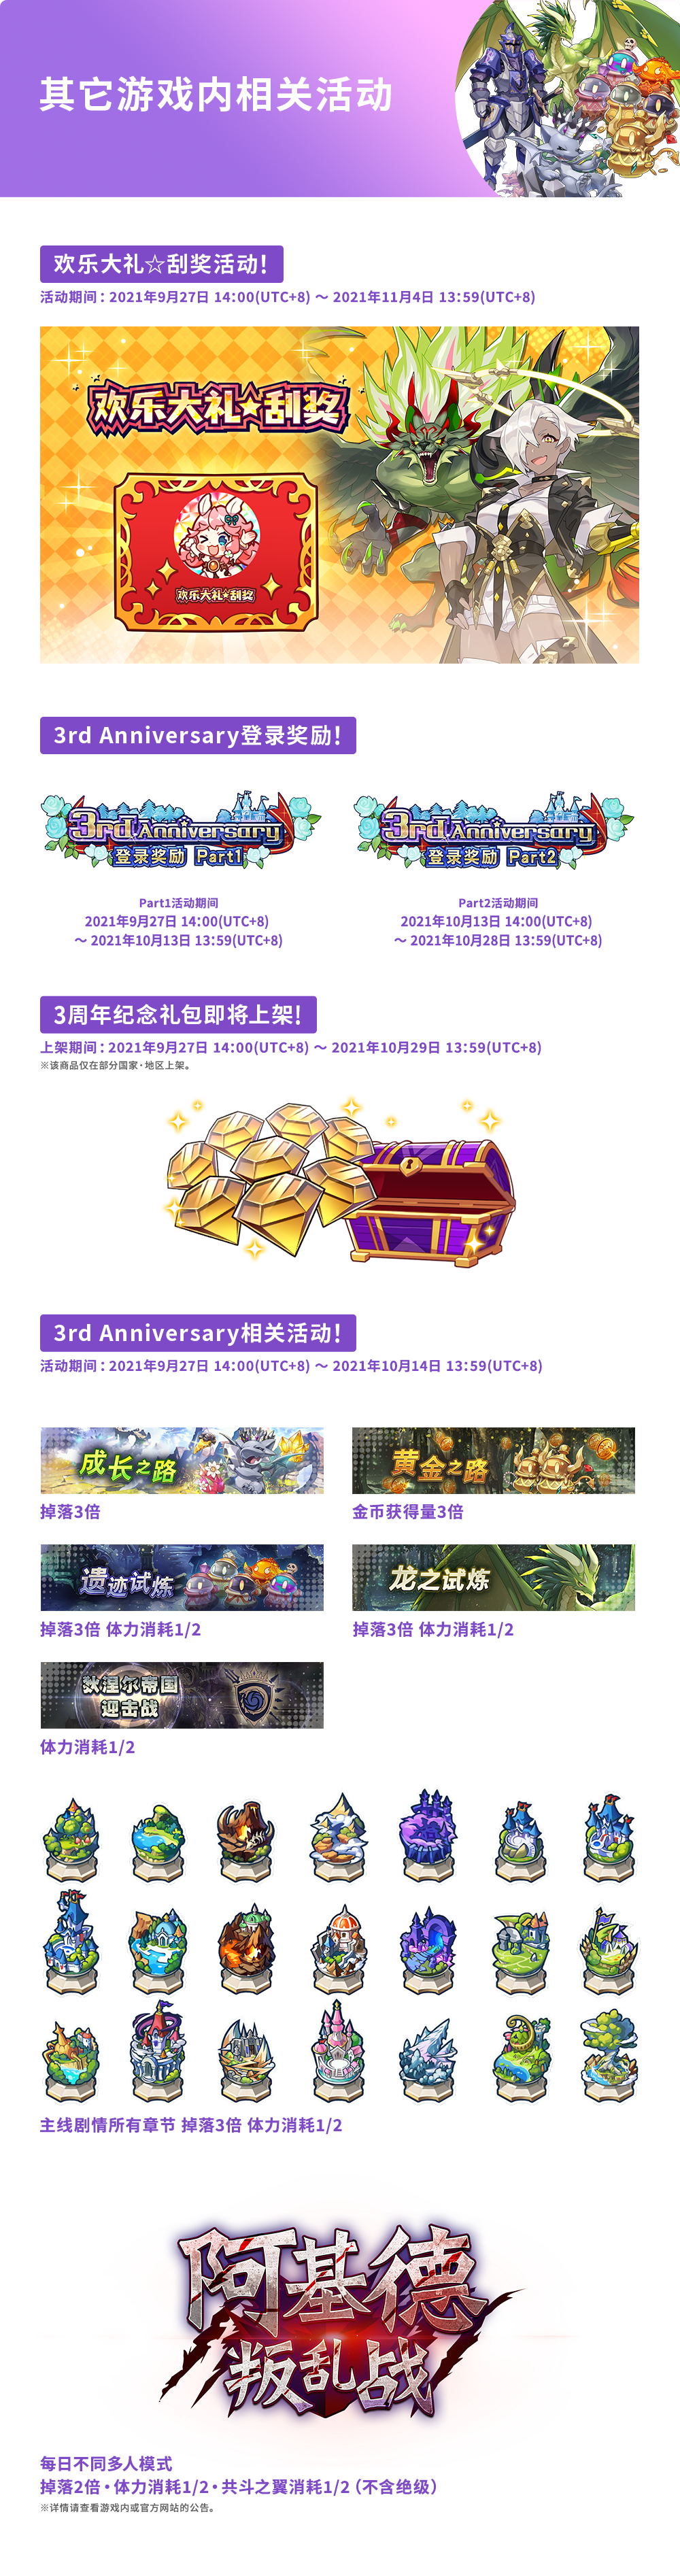 其它游戏内相关活动
欢乐大礼☆刮奖活动!
活动期间 : 2021年9月27日 14:00(UTC+8) ～ 2021年11月4日 13:59(UTC+8)
欢乐大礼★刮奖
欢乐大礼★刮奖
3rd Anniversary登录奖励!
3rd Anniversary
登录奖励 Part1
3rd Anniversary
登录奖励 Part2
Part1活动期间
2021年9月27日 14:00(UTC+8)
～ 2021年10月13日 13:59(UTC+8)
Part2活动期间
2021年10月13日 14:00(UTC+8)
～ 2021年10月28日 13:59(UTC+8)
3周年纪念礼包即将上架!
上架期间 : 2021年9月27日 14:00(UTC+8) ～ 2021年10月29日 13:59(UTC+8)
※该商品仅在部分国家·地区上架。
3rd Anniversary相关活动!
活动期间 : 2021年9月27日 14:00(UTC+8) ～ 2021年10月14日 13:59(UTC+8)
成长之路
黄金之路
掉落3倍
金币获得量3倍
遗迹试炼
龙之试炼
掉落3倍 体力消耗1/2
掉落3倍 体力消耗1/2
狄涅尔帝国
迎击战
体力消耗1/2
主线剧情所有章节 掉落3倍 体力消耗1/2
阿基德
叛乱战
每日不同多人模式
掉落2倍·体力消耗1/2·共斗之翼消耗1/2 (不含绝级)
※详情请查看游戏内或官方网站的公告。